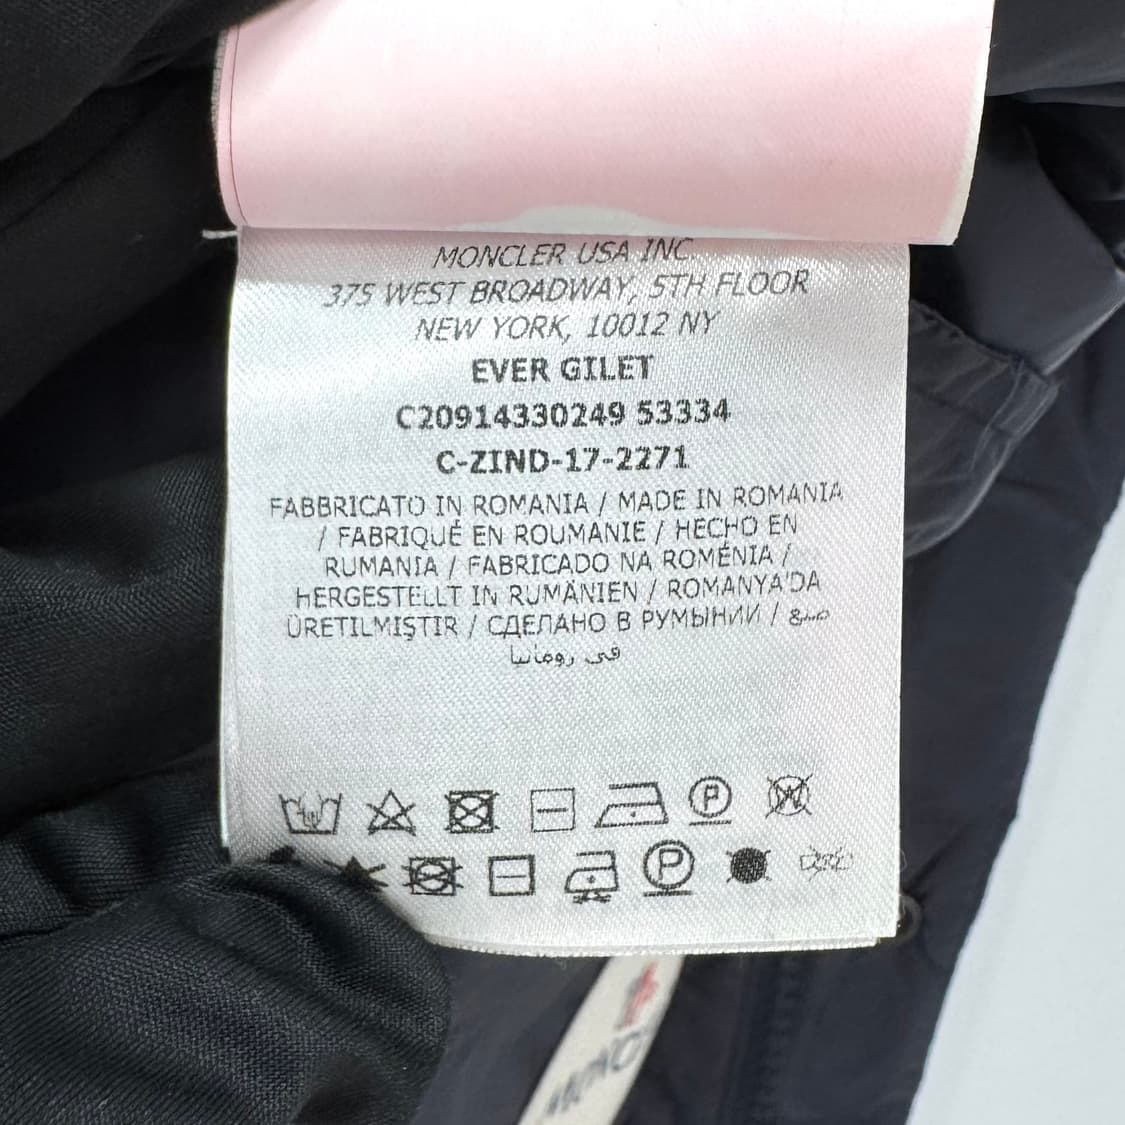 MONCLER USA INC.
375 WEST BROADWAY, 5TH FLOOR
NEW YORK, 10012 NY
EVER GILET
C20914330249 53334
C-ZIND-17-2271
FABBRICATO IN ROMANIA / MADE IN ROMANIA
/ FABRIQUÉ EN ROUMANIE / HECHO EN
RUMANIA / FABRICADO NA ROMÉNIA /
HERGESTELLT IN RUMÄNIEN / ROMANYA'DA
ÜRETILMIŞTIR / СДЕЛАНО В РУМЫНИИ / صنع
في رومانيا
P W
P
MONCL